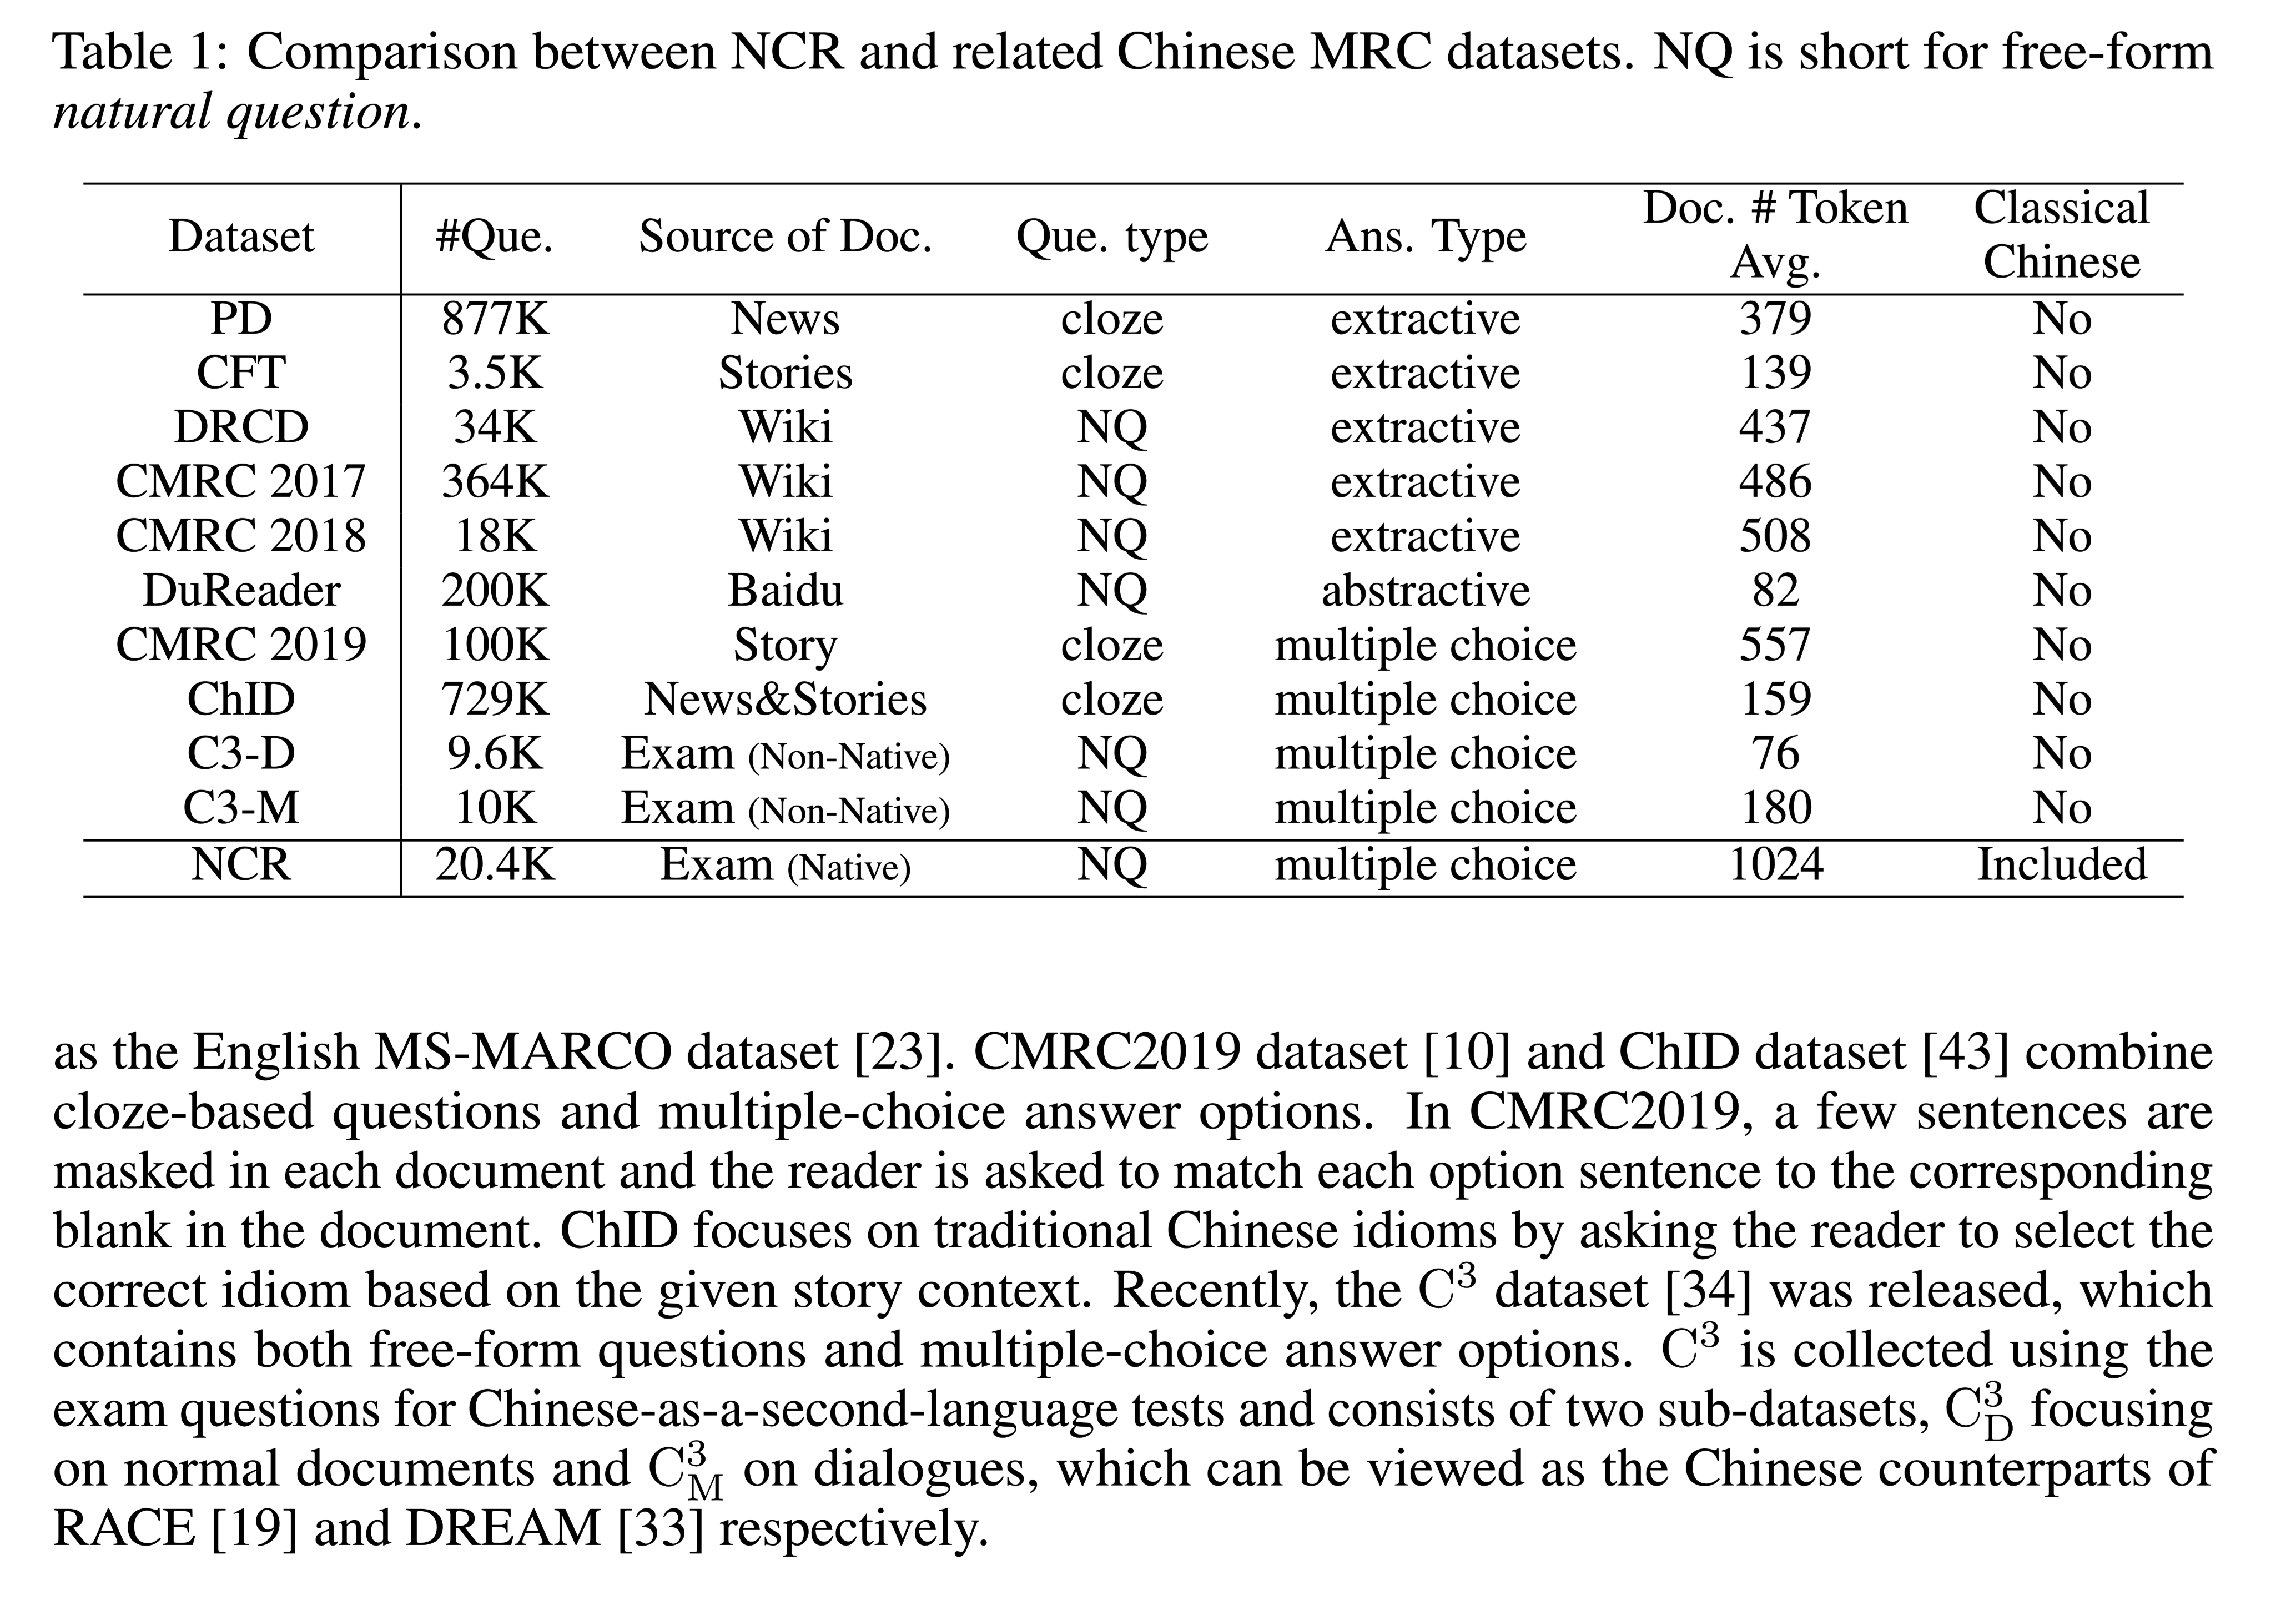 Table 1: Comparison between NCR and related Chinese MRC datasets. NQ is short for free-form
natural question.
Dataset #Que. Source of Doc. Que. type Ans. Type Doc. # Token Avg. Classical Chinese
PD 877K News cloze extractive 379 No
CFT 3.5K Stories cloze extractive 139 No
DRCD 34K Wiki NQ extractive 437 No
CMRC 2017 364K Wiki NQ extractive 486 No
CMRC 2018 18K Wiki NQ extractive 508 No
DuReader 200K Baidu NQ abstractive 82 No
CMRC 2019 100K Story cloze multiple choice 557 No
ChID 729K News&Stories cloze multiple choice 159 No
C3-D 9.6K Exam (Non-Native) NQ multiple choice 76 No
C3-M 10K Exam (Non-Native) NQ multiple choice 180 No
NCR 20.4K Exam (Native) NQ multiple choice 1024 Included
as the English MS-MARCO dataset [23]. CMRC2019 dataset [10] and ChID dataset [43] combine
cloze-based questions and multiple-choice answer options. In CMRC2019, a few sentences are
masked in each document and the reader is asked to match each option sentence to the corresponding
blank in the document. ChID focuses on traditional Chinese idioms by asking the reader to select the
correct idiom based on the given story context. Recently, the C³ dataset [34] was released, which
contains both free-form questions and multiple-choice answer options. C³ is collected using the
exam questions for Chinese-as-a-second-language tests and consists of two sub-datasets, C³_D focusing
on normal documents and C³_M on dialogues, which can be viewed as the Chinese counterparts of
RACE [19] and DREAM [33] respectively.